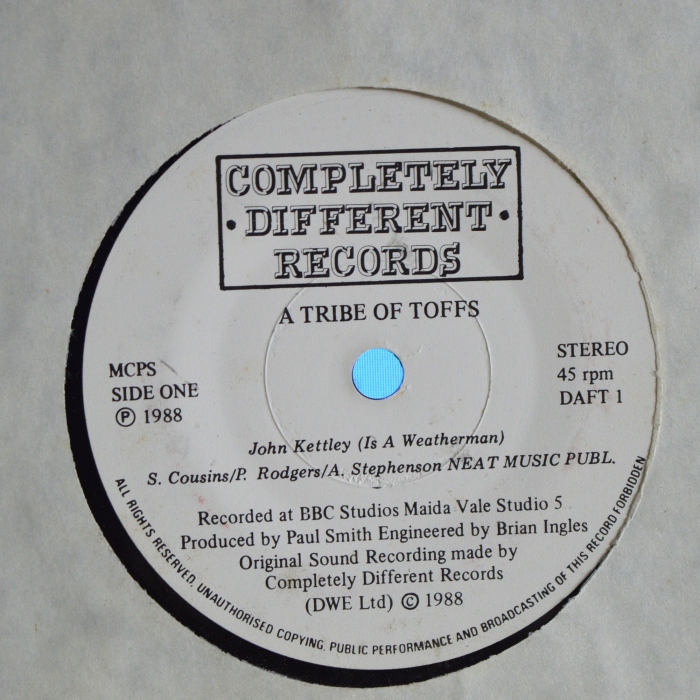 COMPLETELY
• DIFFERENT •
RECORDS
A TRIBE OF TOFFS
MCPS
SIDE ONE
Ⓟ 1988
STEREO
45 rpm
DAFT 1
John Kettley (Is A Weatherman)
S. Cousins/P. Rodgers/A. Stephenson NEAT MUSIC PUBL.
Recorded at BBC Studios Maida Vale Studio 5
Produced by Paul Smith Engineered by Brian Ingles
Original Sound Recording made by
Completely Different Records
(DWE Ltd) © 1988
ALL RIGHTS RESERVED. UNAUTHORISED COPYING. PUBLIC PERFORMANCE AND BROADCASTING OF THIS RECORD FORBIDDEN